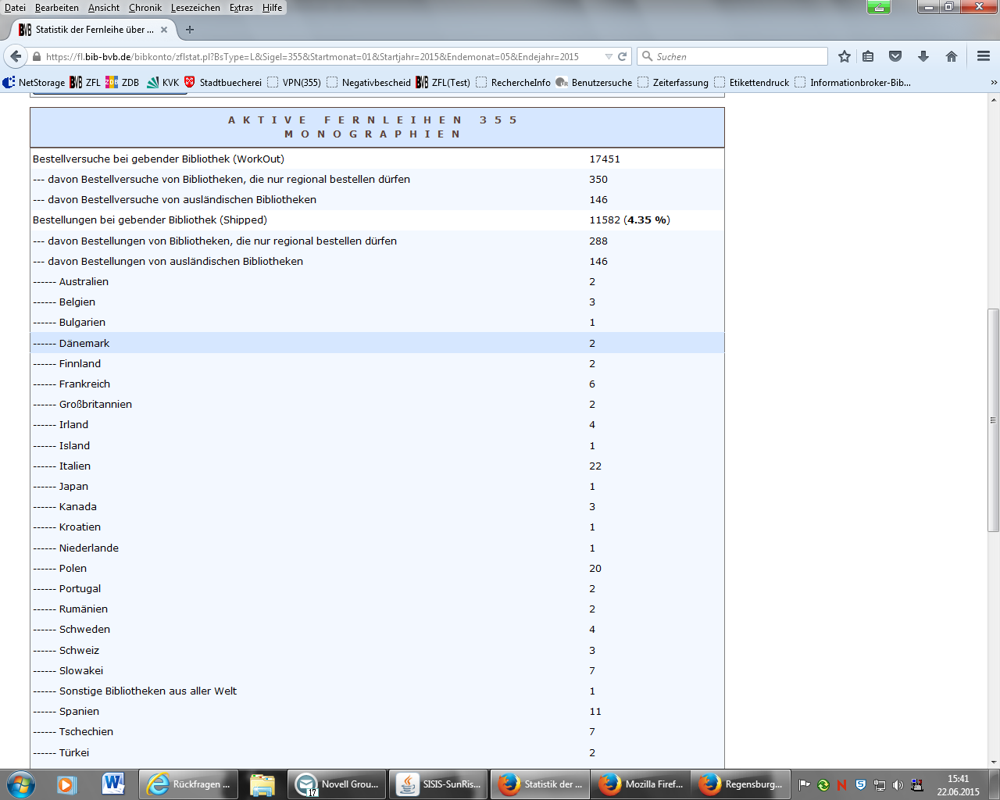 Datei Bearbeiten Ansicht Chronik Lesezeichen Extras Hilfe
BVB Statistik der Fernleihe über ... × +
https://fl.bib-bvb.de/bibkonto/zflstat.pl?BsType=L&Sigel=355&Startmonat=01&Startjahr=2015&Endemonat=05&Endejahr=2015 Suchen
NetStorage BVB ZFL ZDB ZDB KVK Stadtbuecherei VPN(355) Negativbescheid BVB ZFL(Test) RechercheInfo UR Benutzersuche Zeiterfassung Etikettendruck Informationbroker-Bib... »
AKTIVE FERNLEIHEN 355
MONOGRAPHIEN
Bestellversuche bei gebender Bibliothek (WorkOut) 17451
--- davon Bestellversuche von Bibliotheken, die nur regional bestellen dürfen 350
--- davon Bestellversuche von ausländischen Bibliotheken 146
Bestellungen bei gebender Bibliothek (Shipped) 11582 (4.35 %)
--- davon Bestellungen von Bibliotheken, die nur regional bestellen dürfen 288
--- davon Bestellungen von ausländischen Bibliotheken 146
------ Australien 2
------ Belgien 3
------ Bulgarien 1
------ Dänemark 2
------ Finnland 2
------ Frankreich 6
------ Großbritannien 2
------ Irland 4
------ Island 1
------ Italien 22
------ Japan 1
------ Kanada 3
------ Kroatien 1
------ Niederlande 1
------ Polen 20
------ Portugal 2
------ Rumänien 2
------ Schweden 4
------ Schweiz 3
------ Slowakei 7
------ Sonstige Bibliotheken aus aller Welt 1
------ Spanien 11
------ Tschechien 7
------ Türkei 2
Rückfragen ... 17 Novell Grou... SISIS-SunRis... Statistik der ... Mozilla Firef... Regensburg... N 15:41
22.06.2015